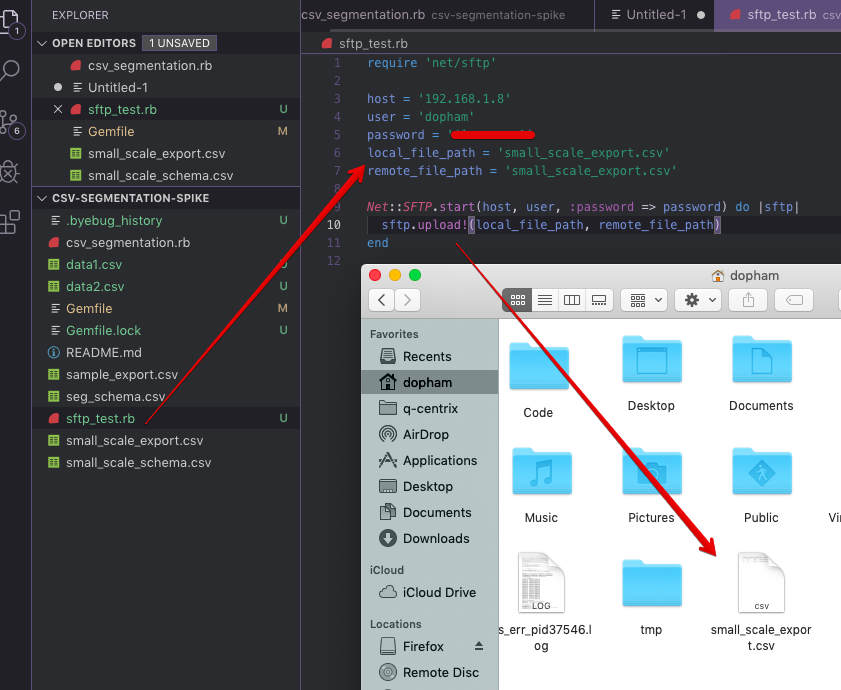 EXPLORER
csv_segmentation.rb csv-segmentation-spike
Untitled-1
sftp_test.rb csv
OPEN EDITORS 1 UNSAVED
csv_segmentation.rb
Untitled-1
sftp_test.rb U
Gemfile M
small_scale_export.csv
small_scale_schema.csv
CSV-SEGMENTATION-SPIKE
.byebug_history U
csv_segmentation.rb
data1.csv U
data2.csv U
Gemfile M
Gemfile.lock U
README.md
sample_export.csv
seg_schema.csv
sftp_test.rb U
small_scale_export.csv
small_scale_schema.csv
1
6
sftp_test.rb
1 require 'net/sftp'
2
3 host = '192.168.1.8'
4 user = 'dopham'
5 password = '
6 local_file_path = 'small_scale_export.csv'
7 remote_file_path = 'small_scale_export.csv'
8
9 Net::SFTP.start(host, user, :password => password) do |sftp|
10 sftp.upload!(local_file_path, remote_file_path)
11 end
12
dopham
Favorites
Recents
dopham
q-centrix
AirDrop
Applications
Desktop
Documents
Downloads
iCloud
iCloud Drive
Locations
Firefox
Remote Disc
Code
Desktop
Documents
Music
Pictures
Public
LOG
s_err_pid37546.l
og
tmp
csv
small_scale_expor
t.csv